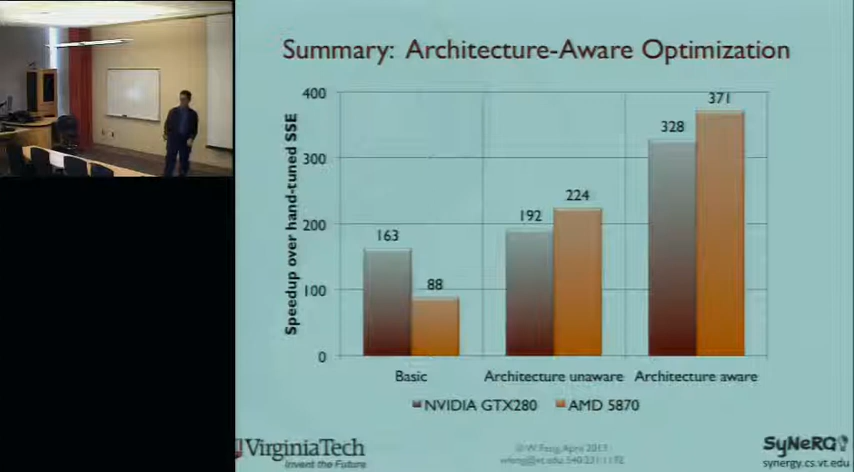 Summary: Architecture-Aware Optimization
Speedup over hand-tuned SSE
400
300
200
100
0
163
88
192
224
328
371
Basic
Architecture unaware
Architecture aware
NVIDIA GTX280
AMD 5870
VirginiaTech
Invent the Future
© W. Feng, April
SyNeRG
synergy.cs.vt.edu